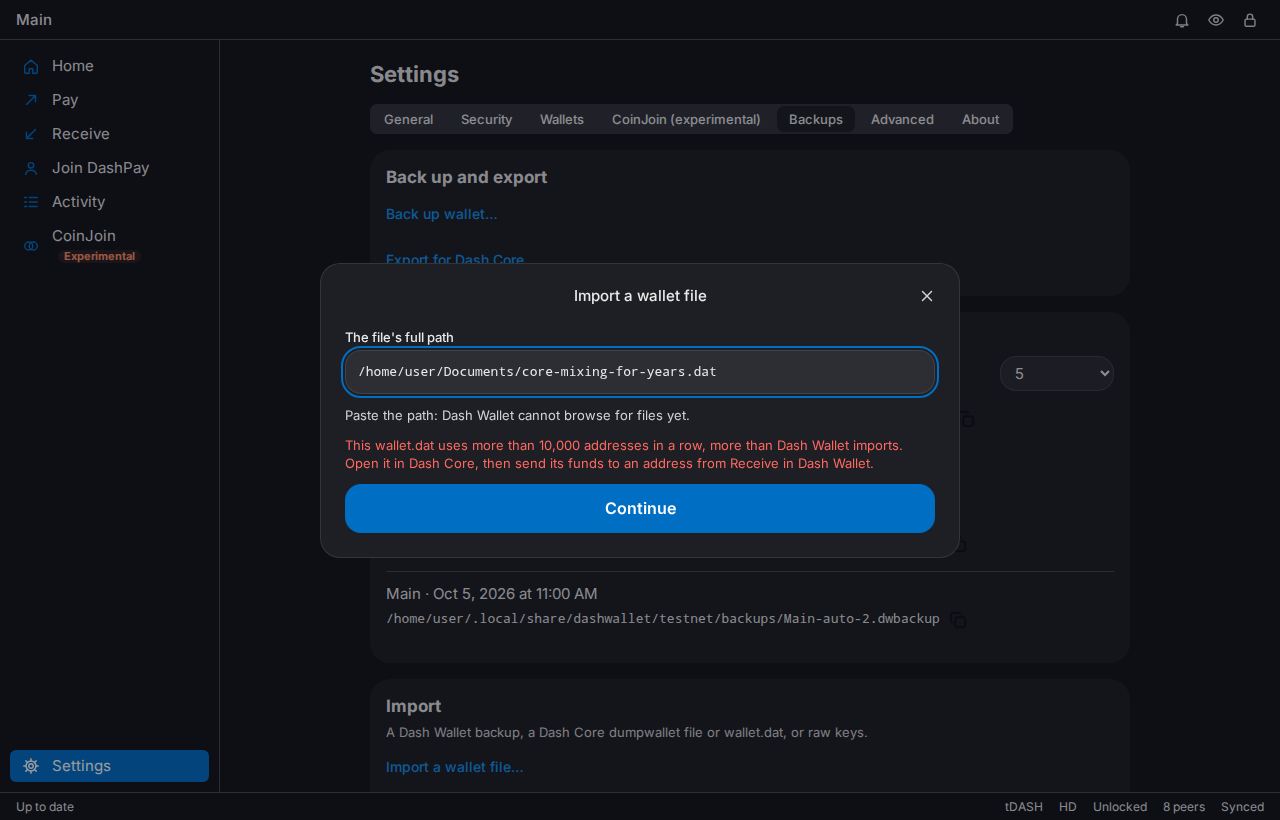 Main
Home
Pay
Receive
Join DashPay
Activity
CoinJoin
Experimental
Settings
Settings
General
Security
Wallets
CoinJoin (experimental)
Backups
Advanced
About
Back up and export
Back up wallet...
Export for Dash Core
Import a wallet file
The file's full path
/home/user/Documents/core-mixing-for-years.dat
Paste the path: Dash Wallet cannot browse for files yet.
This wallet.dat uses more than 10,000 addresses in a row, more than Dash Wallet imports.
Open it in Dash Core, then send its funds to an address from Receive in Dash Wallet.
Continue
5
Main · Oct 5, 2026 at 11:00 AM
/home/user/.local/share/dashwallet/testnet/backups/Main-auto-2.dwbackup
Import
A Dash Wallet backup, a Dash Core dumpwallet file or wallet.dat, or raw keys.
Import a wallet file...
Up to date
tDASH
HD
Unlocked
8 peers
Synced